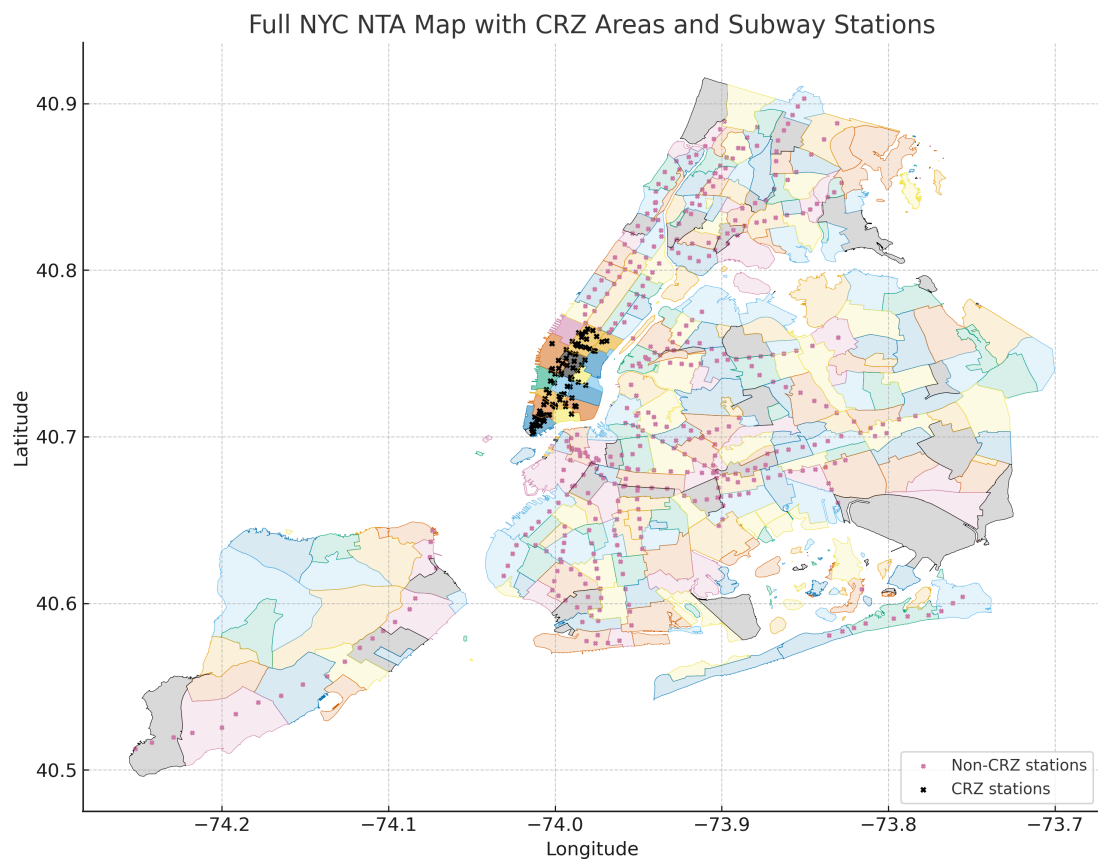 Full NYC NTA Map with CRZ Areas and Subway Stations
40.9
40.8
40.7
40.6
40.5
Latitude
−74.2
−74.1
−74.0
−73.9
−73.8
−73.7
Longitude
Non-CRZ stations
CRZ stations